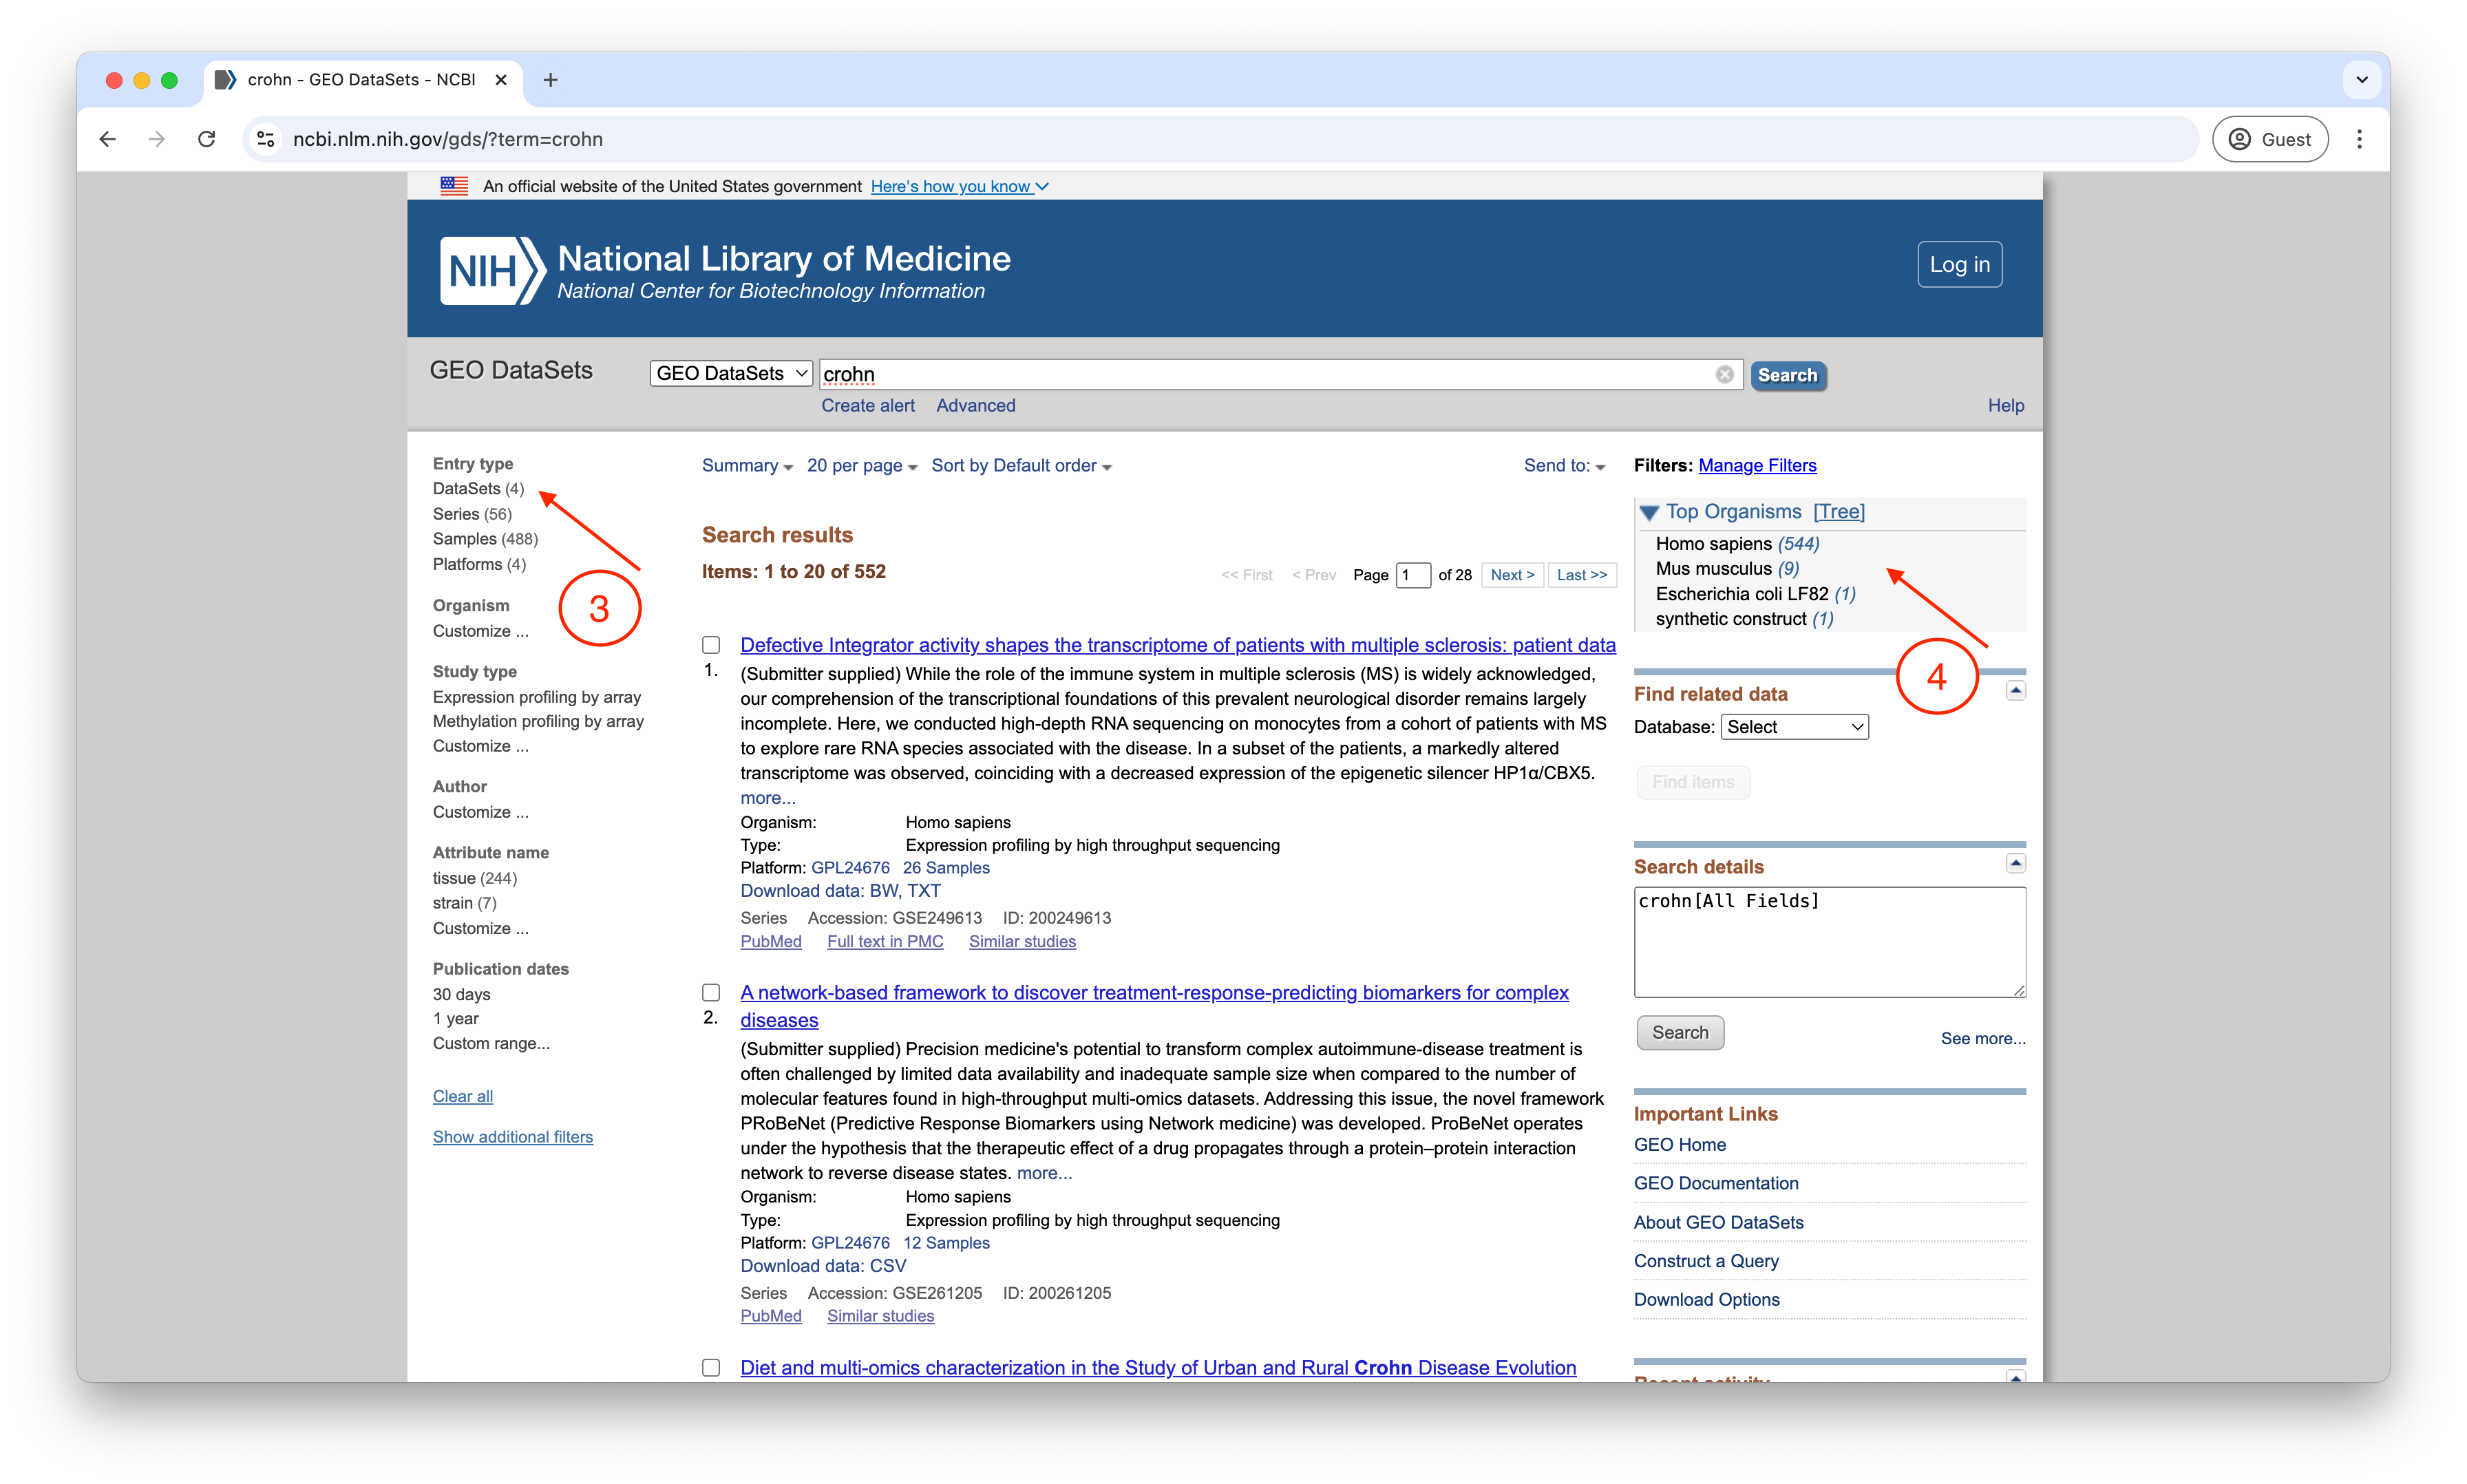 crohn - GEO DataSets - NCBI
ncbi.nlm.nih.gov/gds/?term=crohn
Guest
An official website of the United States government Here's how you know
NIH
National Library of Medicine
National Center for Biotechnology Information
Log in
GEO DataSets
GEO DataSets
crohn
Search
Create alert Advanced
Help
Entry type
DataSets (4)
Series (56)
Samples (488)
Platforms (4)
3
Organism
Customize ...
Study type
Expression profiling by array
Methylation profiling by array
Customize ...
Author
Customize ...
Attribute name
tissue (244)
strain (7)
Customize ...
Publication dates
30 days
1 year
Custom range...
Clear all
Show additional filters
Summary 20 per page Sort by Default order
Send to:
Search results
Items: 1 to 20 of 552
<< First < Prev Page 1 of 28 Next > Last >>
Defective Integrator activity shapes the transcriptome of patients with multiple sclerosis: patient data
1.
(Submitter supplied) While the role of the immune system in multiple sclerosis (MS) is widely acknowledged,
our comprehension of the transcriptional foundations of this prevalent neurological disorder remains largely
incomplete. Here, we conducted high-depth RNA sequencing on monocytes from a cohort of patients with MS
to explore rare RNA species associated with the disease. In a subset of the patients, a markedly altered
transcriptome was observed, coinciding with a decreased expression of the epigenetic silencer HP1α/CBX5.
more...
Organism: Homo sapiens
Type: Expression profiling by high throughput sequencing
Platform: GPL24676 26 Samples
Download data: BW, TXT
Series Accession: GSE249613 ID: 200249613
PubMed Full text in PMC Similar studies
A network-based framework to discover treatment-response-predicting biomarkers for complex
2.
diseases
(Submitter supplied) Precision medicine's potential to transform complex autoimmune-disease treatment is
often challenged by limited data availability and inadequate sample size when compared to the number of
molecular features found in high-throughput multi-omics datasets. Addressing this issue, the novel framework
PRoBeNet (Predictive Response Biomarkers using Network medicine) was developed. ProBeNet operates
under the hypothesis that the therapeutic effect of a drug propagates through a protein–protein interaction
network to reverse disease states. more...
Organism: Homo sapiens
Type: Expression profiling by high throughput sequencing
Platform: GPL24676 12 Samples
Download data: CSV
Series Accession: GSE261205 ID: 200261205
PubMed Similar studies
Diet and multi-omics characterization in the Study of Urban and Rural Crohn Disease Evolution
Filters: Manage Filters
Top Organisms [Tree]
Homo sapiens (544)
Mus musculus (9)
Escherichia coli LF82 (1)
synthetic construct (1)
4
Find related data
Database: Select
Find items
Search details
crohn[All Fields]
Search
See more...
Important Links
GEO Home
GEO Documentation
About GEO DataSets
Construct a Query
Download Options
Recent activity